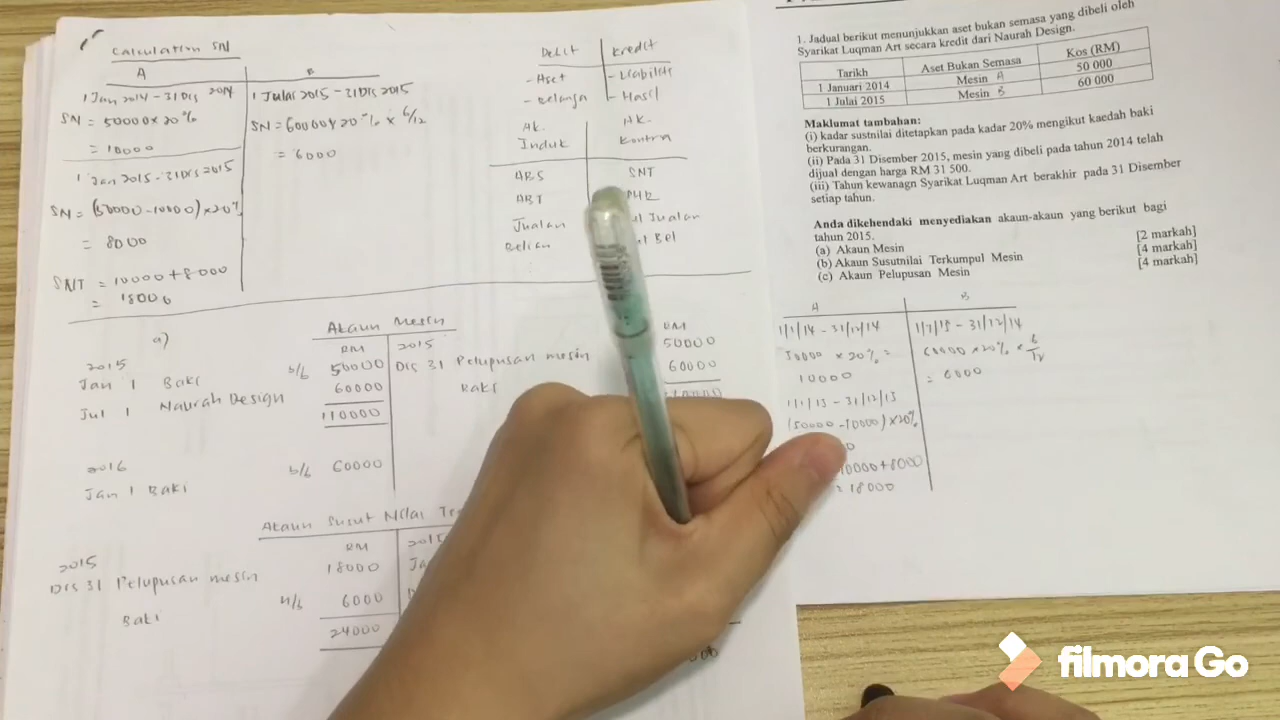 Calculation SN
A
B
1 Jan 2014 - 31 Dis 2014
SN = 50000 x 20%
= 10000
1 Jan 2015 - 31 Dis 2015
SN = (50000 - 10000) x 20%
= 8000
SNT = 10000 + 8000
= 18000
1 Julai 2015 - 31 Dis 2015
SN = 60000 x 20% x 6/12
= 6000
Debit
Kredit
- Aset
- Liabiliti
- Belanja
- Hasil
Ak. Induk
Ak. Kontra
ABS
SNT
ABT
Jualan
Jualan
Belian
Bel
a)
Akaun Mesin
RM
2015
RM
2015
Jan 1 Baki b/b 50000
Dis 31 Pelupusan mesin 50000
Jul 1 Naurah Design 60000
Baki 60000
110000
2016
Jan 1 Baki b/b 60000
Akaun Susut Nilai
2015
RM
2015
Dis 31 Pelupusan mesin 18000
Baki 6000
24000
1. Jadual berikut menunjukkan aset bukan semasa yang dibeli oleh
Syarikat Luqman Art secara kredit dari Naurah Design.
Tarikh Aset Bukan Semasa Kos (RM)
1 Januari 2014 Mesin A 50 000
1 Julai 2015 Mesin B 60 000
Maklumat tambahan:
(i) kadar sustnilai ditetapkan pada kadar 20% mengikut kaedah baki
berkurangan.
(ii) Pada 31 Disember 2015, mesin yang dibeli pada tahun 2014 telah
dijual dengan harga RM 31 500.
(iii) Tahun kewanagn Syarikat Luqman Art berakhir pada 31 Disember
setiap tahun.
Anda dikehendaki menyediakan akaun-akaun yang berikut bagi
tahun 2015.
(a) Akaun Mesin [2 markah]
(b) Akaun Susutnilai Terkumpul Mesin [4 markah]
(c) Akaun Pelupusan Mesin [4 markah]
A
B
1/1/14 - 31/12/14
50000 x 20% =
10000
1/1/15 - 31/12/15
(50000 - 10000) x 20%
10000 + 8000
= 18000
1/7/15 - 31/12/14
60000 x 20% x 6/12
= 6000
filmora Go